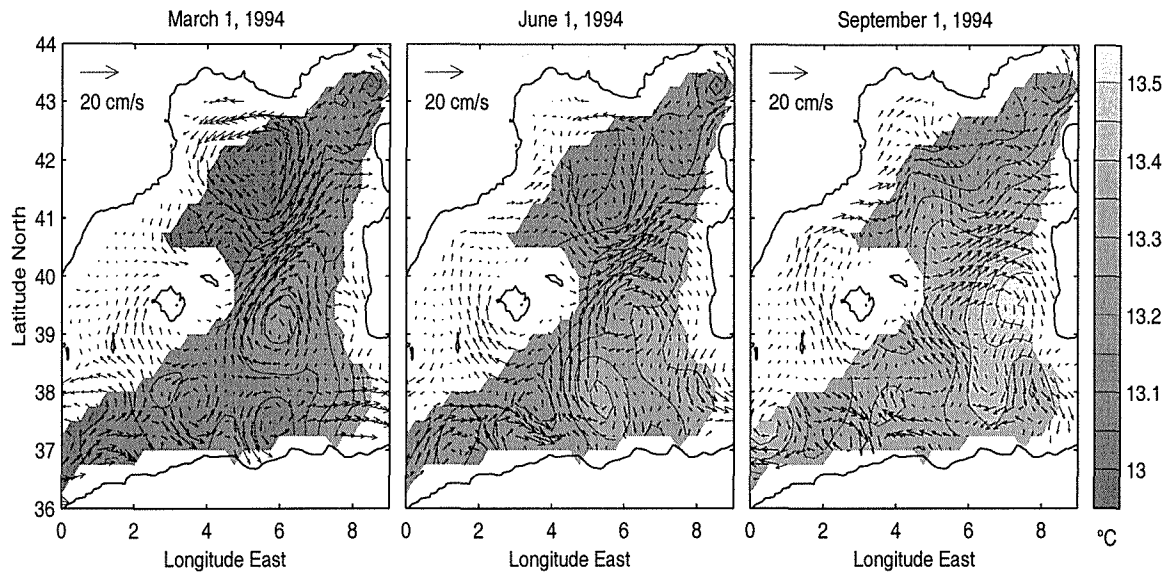 March 1, 1994
June 1, 1994
September 1, 1994
44
43
42
41
40
39
38
37
36
Latitude North
20 cm/s
20 cm/s
20 cm/s
0 2 4 6 8
0 2 4 6 8
0 2 4 6 8
Longitude East
Longitude East
Longitude East
13.5
13.4
13.3
13.2
13.1
13
°C